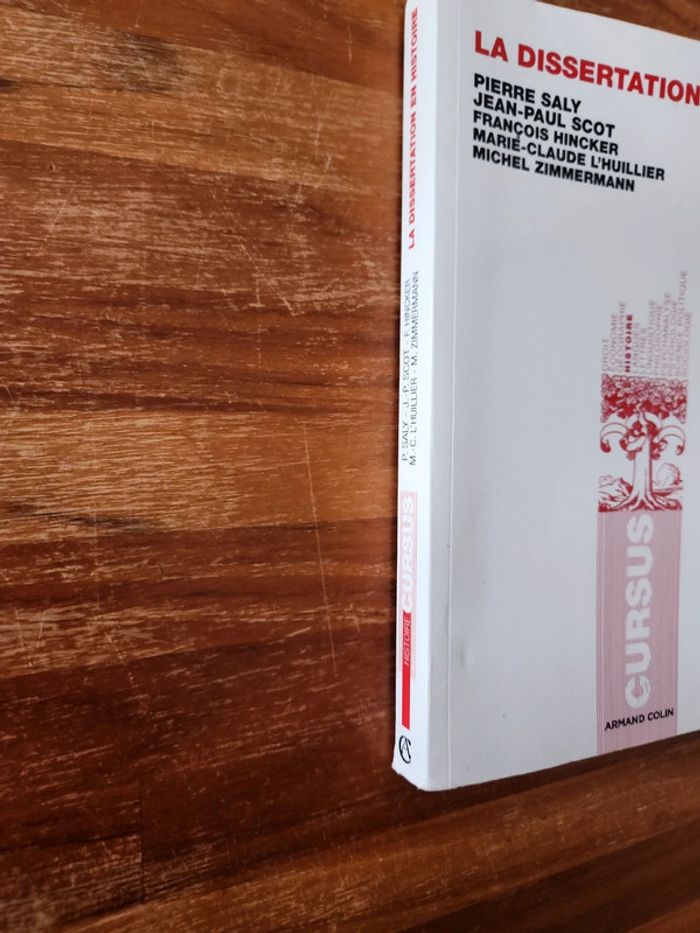 LA DISSERTATION
PIERRE SALY
JEAN-PAUL SCOT
FRANÇOIS HINCKER
MARIE-CLAUDE L'HUILLIER
MICHEL ZIMMERMANN
ÉCONOMIE
HISTOIRE
CURSUS
ARMAND COLIN
LA DISSERTATION EN HISTOIRE
P. SALY - J.-P. SCOT - F. HINCKER
M.-C. L'HUILLIER - M. ZIMMERMANN
HISTOIRE CURSUS